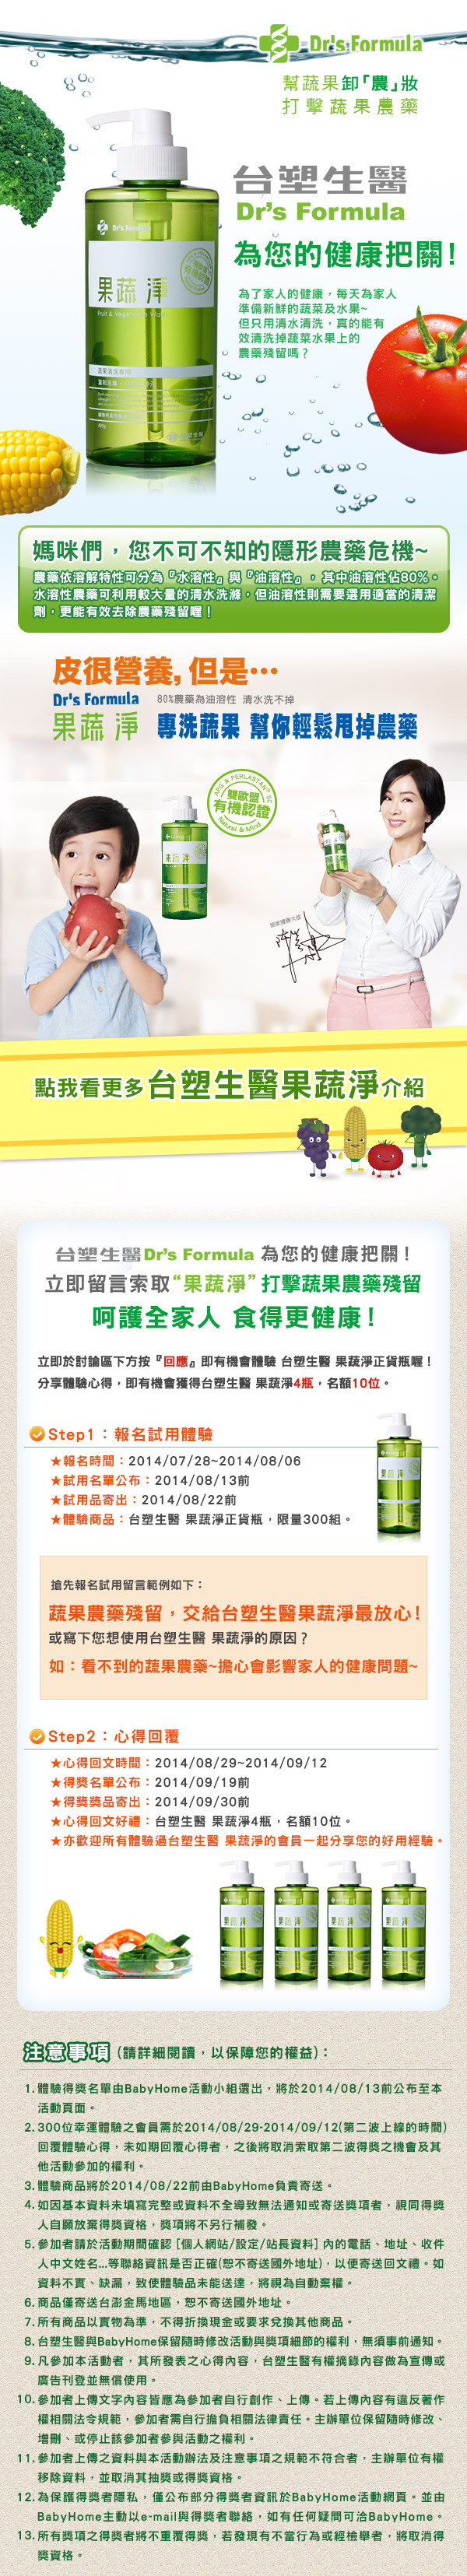 Dr's Formula
幫蔬果卸「農」妝
打擊蔬果農藥
台塑生醫
Dr's Formula
為您的健康把關!
為了家人的健康，每天為家人
準備新鮮的蔬菜及水果~
但只用清水清洗，真的能有
效清洗掉蔬菜水果上的
農藥殘留嗎？
果蔬 淨
媽咪們，您不可不知的隱形農藥危機~
農藥依溶解特性可分為『水溶性』與『油溶性』，其中油溶性佔80%。
水溶性農藥可利用較大量的清水洗滌，但油溶性則需要選用適當的清潔
劑，更能有效去除農藥殘留喔！
皮很營養,但是…
Dr's Formula 80%農藥為油溶性 清水洗不掉
果蔬 淨 專洗蔬果 幫你輕鬆甩掉農藥
APG & PERLASTAN® SC
雙歐盟
有機認證
Natural & Mind
居家健康大使
點我看更多台塑生醫果蔬淨介紹
台塑生醫Dr's Formula 為您的健康把關！
立即留言索取“果蔬淨”打擊蔬果農藥殘留
呵護全家人 食得更健康！
立即於討論區下方按『回應』即有機會體驗 台塑生醫 果蔬淨正貨瓶喔！
分享體驗心得，即有機會獲得台塑生醫 果蔬淨4瓶，名額10位。
Step1：報名試用體驗
★報名時間：2014/07/28~2014/08/06
★試用名單公布：2014/08/13前
★試用品寄出：2014/08/22前
★體驗商品：台塑生醫 果蔬淨正貨瓶，限量300組。
搶先報名試用留言範例如下：
蔬果農藥殘留，交給台塑生醫果蔬淨最放心!
或寫下您想使用台塑生醫 果蔬淨的原因？
如：看不到的蔬果農藥~擔心會影響家人的健康問題~
Step2：心得回覆
★心得回文時間：2014/08/29~2014/09/12
★得獎名單公布：2014/09/19前
★得獎獎品寄出：2014/09/30前
★心得回文好禮：台塑生醫 果蔬淨4瓶，名額10位。
★亦歡迎所有體驗過台塑生醫 果蔬淨的會員一起分享您的好用經驗。
注意事項(請詳細閱讀，以保障您的權益)：
1.體驗得獎名單由BabyHome活動小組選出，將於2014/08/13前公布至本
活動頁面。
2.300位幸運體驗之會員需於2014/08/29-2014/09/12(第二波上線的時間)
回覆體驗心得，未如期回覆心得者，之後將取消索取第二波得獎之機會及其
他活動參加的權利。
3.體驗商品將於2014/08/22前由BabyHome負責寄送。
4.如因基本資料未填寫完整或資料不全導致無法通知或寄送獎項者，視同得獎
人自願放棄得獎資格，獎項將不另行補發。
5.參加者請於活動期間確認[個人網站/設定/站長資料]內的電話、地址、收件
人中文姓名...等聯絡資訊是否正確(恕不寄送國外地址)，以便寄送回文禮。如
資料不實、缺漏，致使體驗品未能送達，將視為自動棄權。
6.商品僅寄送台澎金馬地區，恕不寄送國外地址。
7.所有商品以實物為準，不得折換現金或要求兌換其他商品。
8.台塑生醫與BabyHome保留隨時修改活動與獎項細節的權利，無須事前通知。
9.凡參加本活動者，其所發表之心得內容，台塑生醫有權摘錄內容做為宣傳或
廣告刊登並無償使用。
10.參加者上傳文字內容皆應為參加者自行創作、上傳。若上傳內容有違反著作
權相關法令規範，參加者需自行擔負相關法律責任。主辦單位保留隨時修改、
增刪、或停止該參加者參與活動之權利。
11.參加者上傳之資料與本活動辦法及注意事項之規範不符合者，主辦單位有權
移除資料，並取消其抽獎或得獎資格。
12.為保護得獎者隱私，僅公布部分得獎者資訊於BabyHome活動網頁。並由
BabyHome主動以e-mail與得獎者聯絡，如有任何疑問可洽BabyHome。
13.所有獎項之得獎者將不重覆得獎，若發現有不當行為或經檢舉者，將取消得
獎資格。